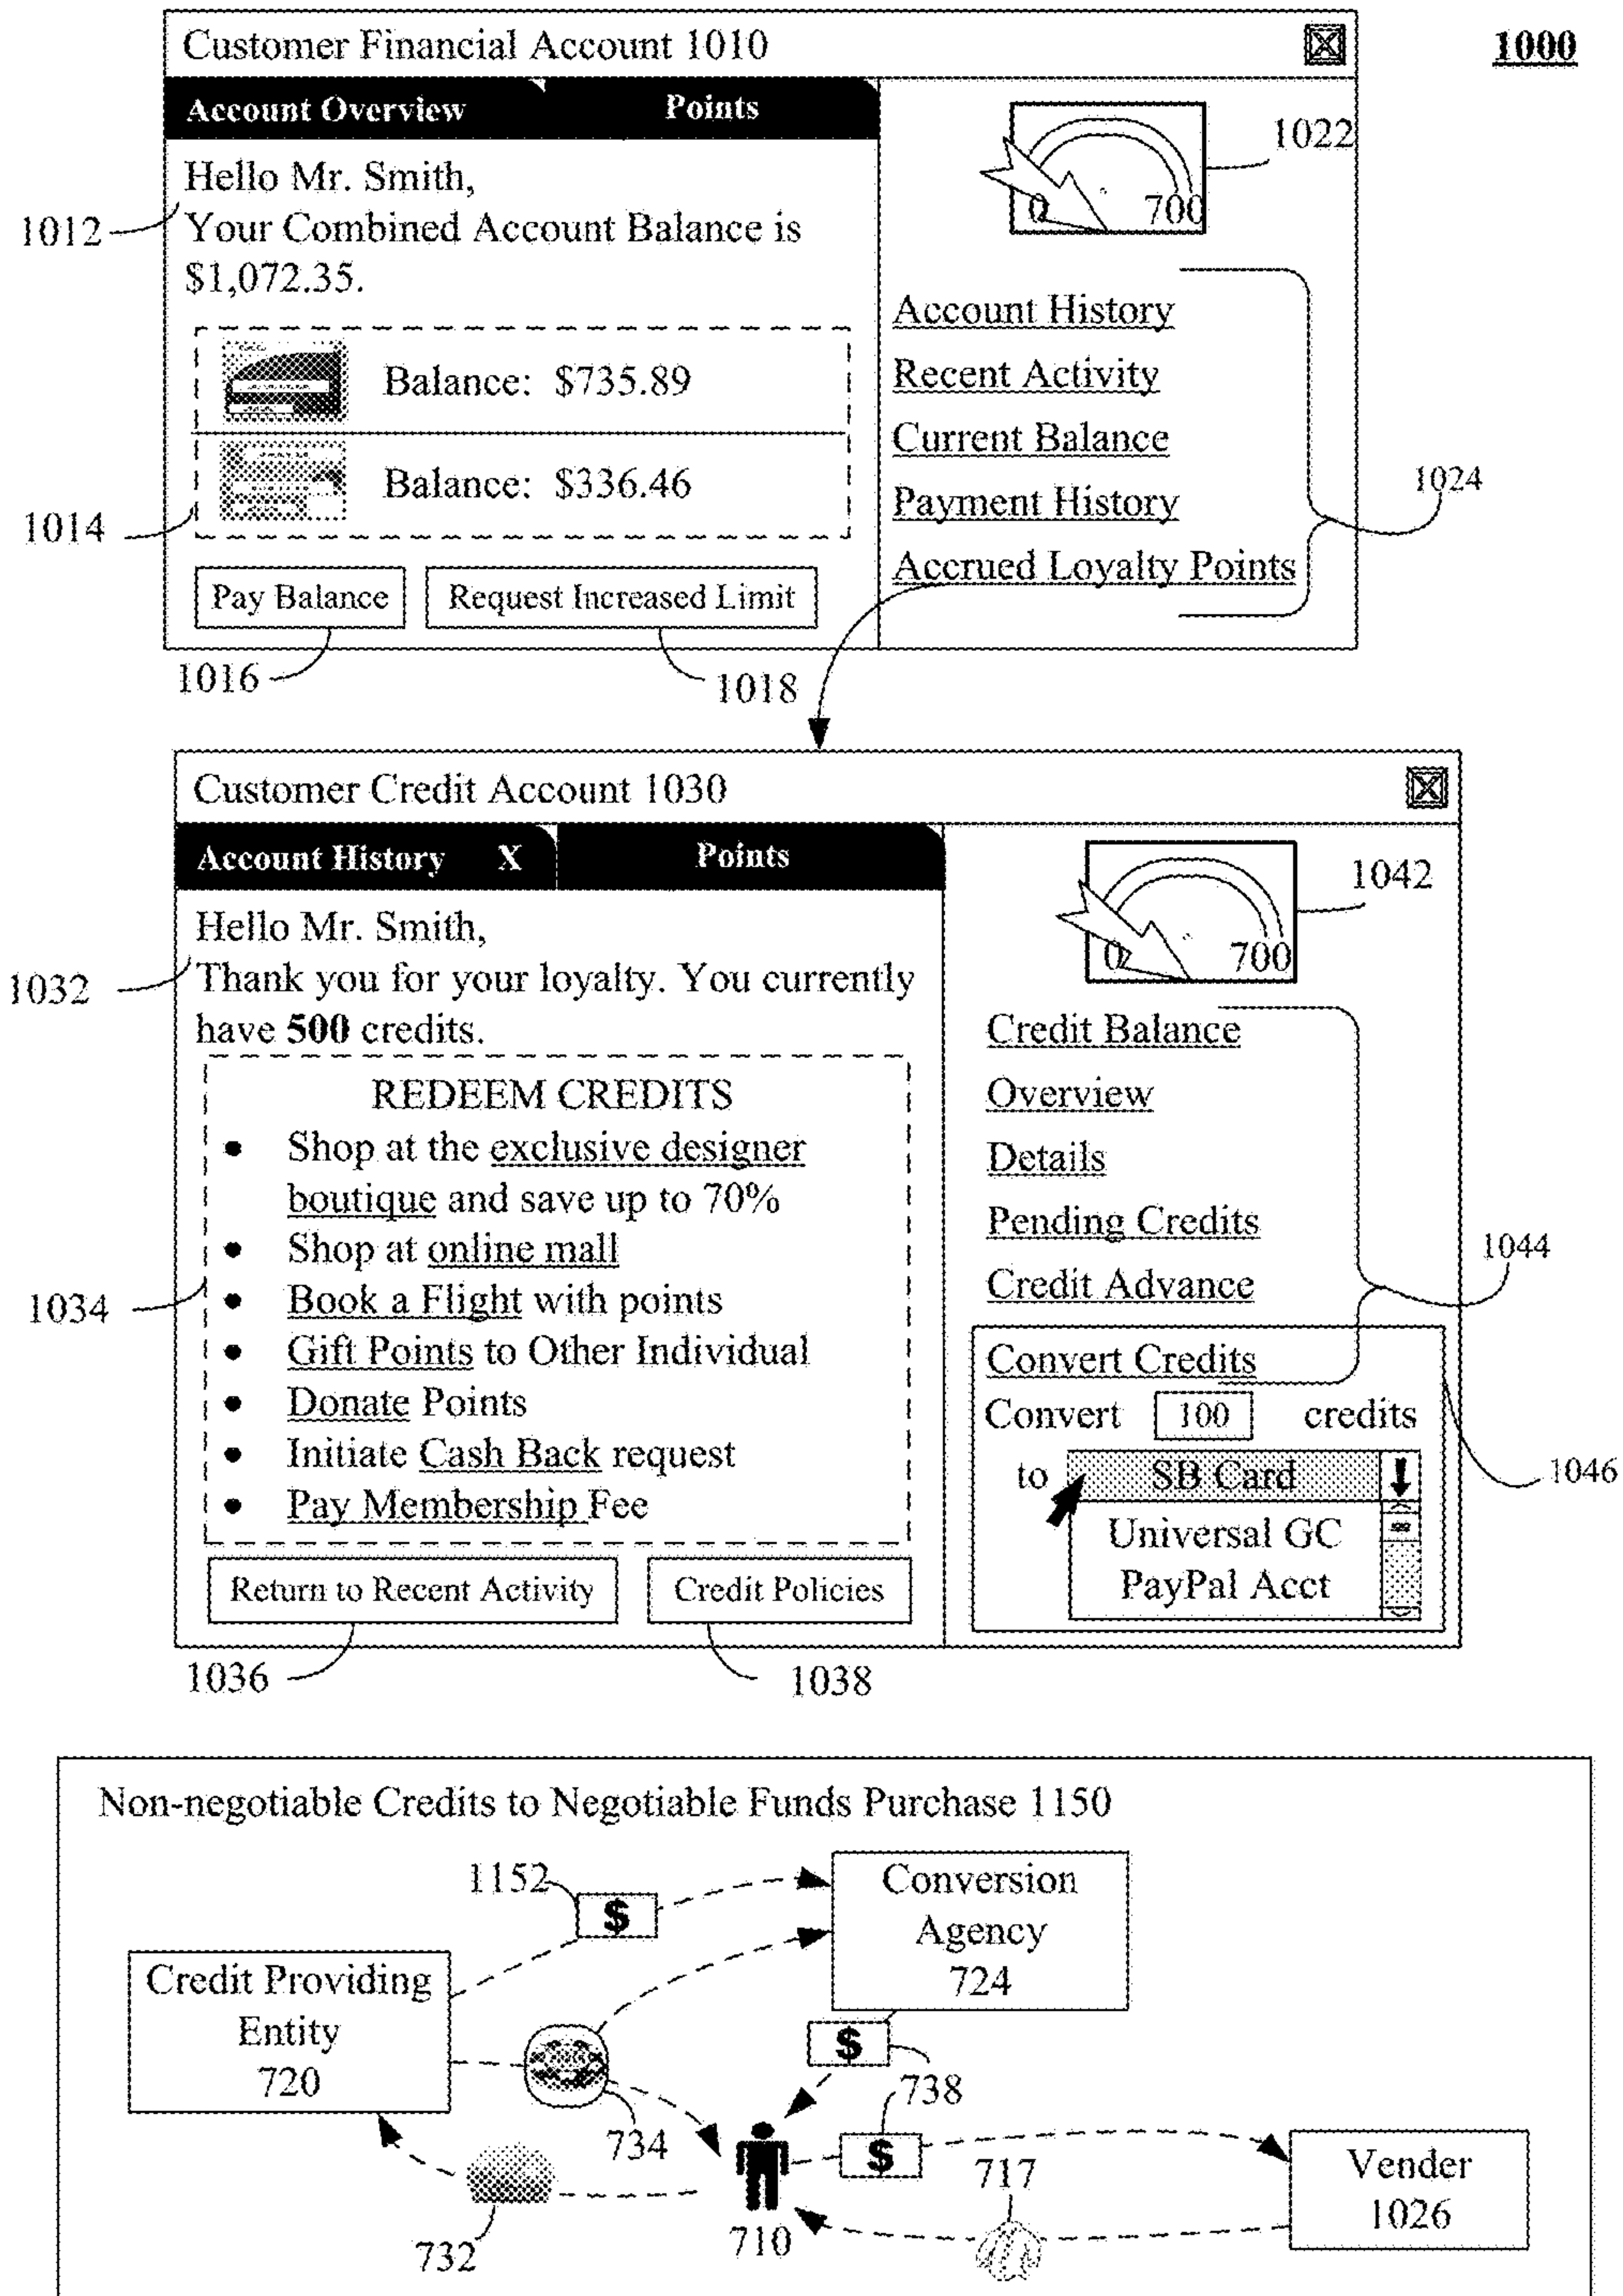 1000
Customer Financial Account 1010
X
Account Overview
Points
Hello Mr. Smith,
Your Combined Account Balance is
$1,072.35.
1012
Balance: $735.89
Balance: $336.46
1014
Pay Balance
Request Increased Limit
1016
1018
0
700
1022
Account History
Recent Activity
Current Balance
Payment History
Accrued Loyalty Points
1024
Customer Credit Account 1030
X
Account History X
Points
Hello Mr. Smith,
Thank you for your loyalty. You currently
have 500 credits.
1032
REDEEM CREDITS
• Shop at the exclusive designer
boutique and save up to 70%
• Shop at online mall
• Book a Flight with points
• Gift Points to Other Individual
• Donate Points
• Initiate Cash Back request
• Pay Membership Fee
1034
Return to Recent Activity
Credit Policies
1036
1038
0
700
1042
Credit Balance
Overview
Details
Pending Credits
Credit Advance
1044
Convert Credits
Convert 100 credits
to SB Card
Universal GC
PayPal Acct
1046
Non-negotiable Credits to Negotiable Funds Purchase 1150
1152
$
Conversion
Agency
724
Credit Providing
Entity
720
$
738
734
$
717
Vender
1026
732
710